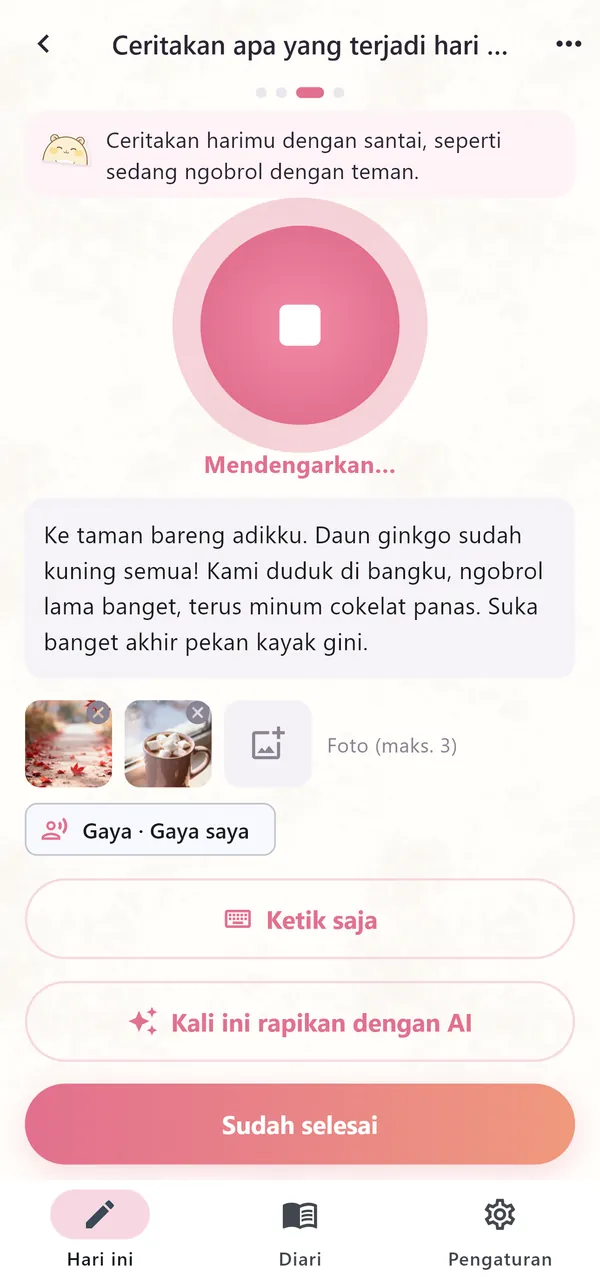 Ceritakan apa yang terjadi hari ...
Ceritakan harimu dengan santai, seperti
sedang ngobrol dengan teman.
Mendengarkan...
Ke taman bareng adikku. Daun ginkgo sudah
kuning semua! Kami duduk di bangku, ngobrol
lama banget, terus minum cokelat panas. Suka
banget akhir pekan kayak gini.
Foto (maks. 3)
Gaya · Gaya saya
Ketik saja
Kali ini rapikan dengan AI
Sudah selesai
Hari ini
Diari
Pengaturan